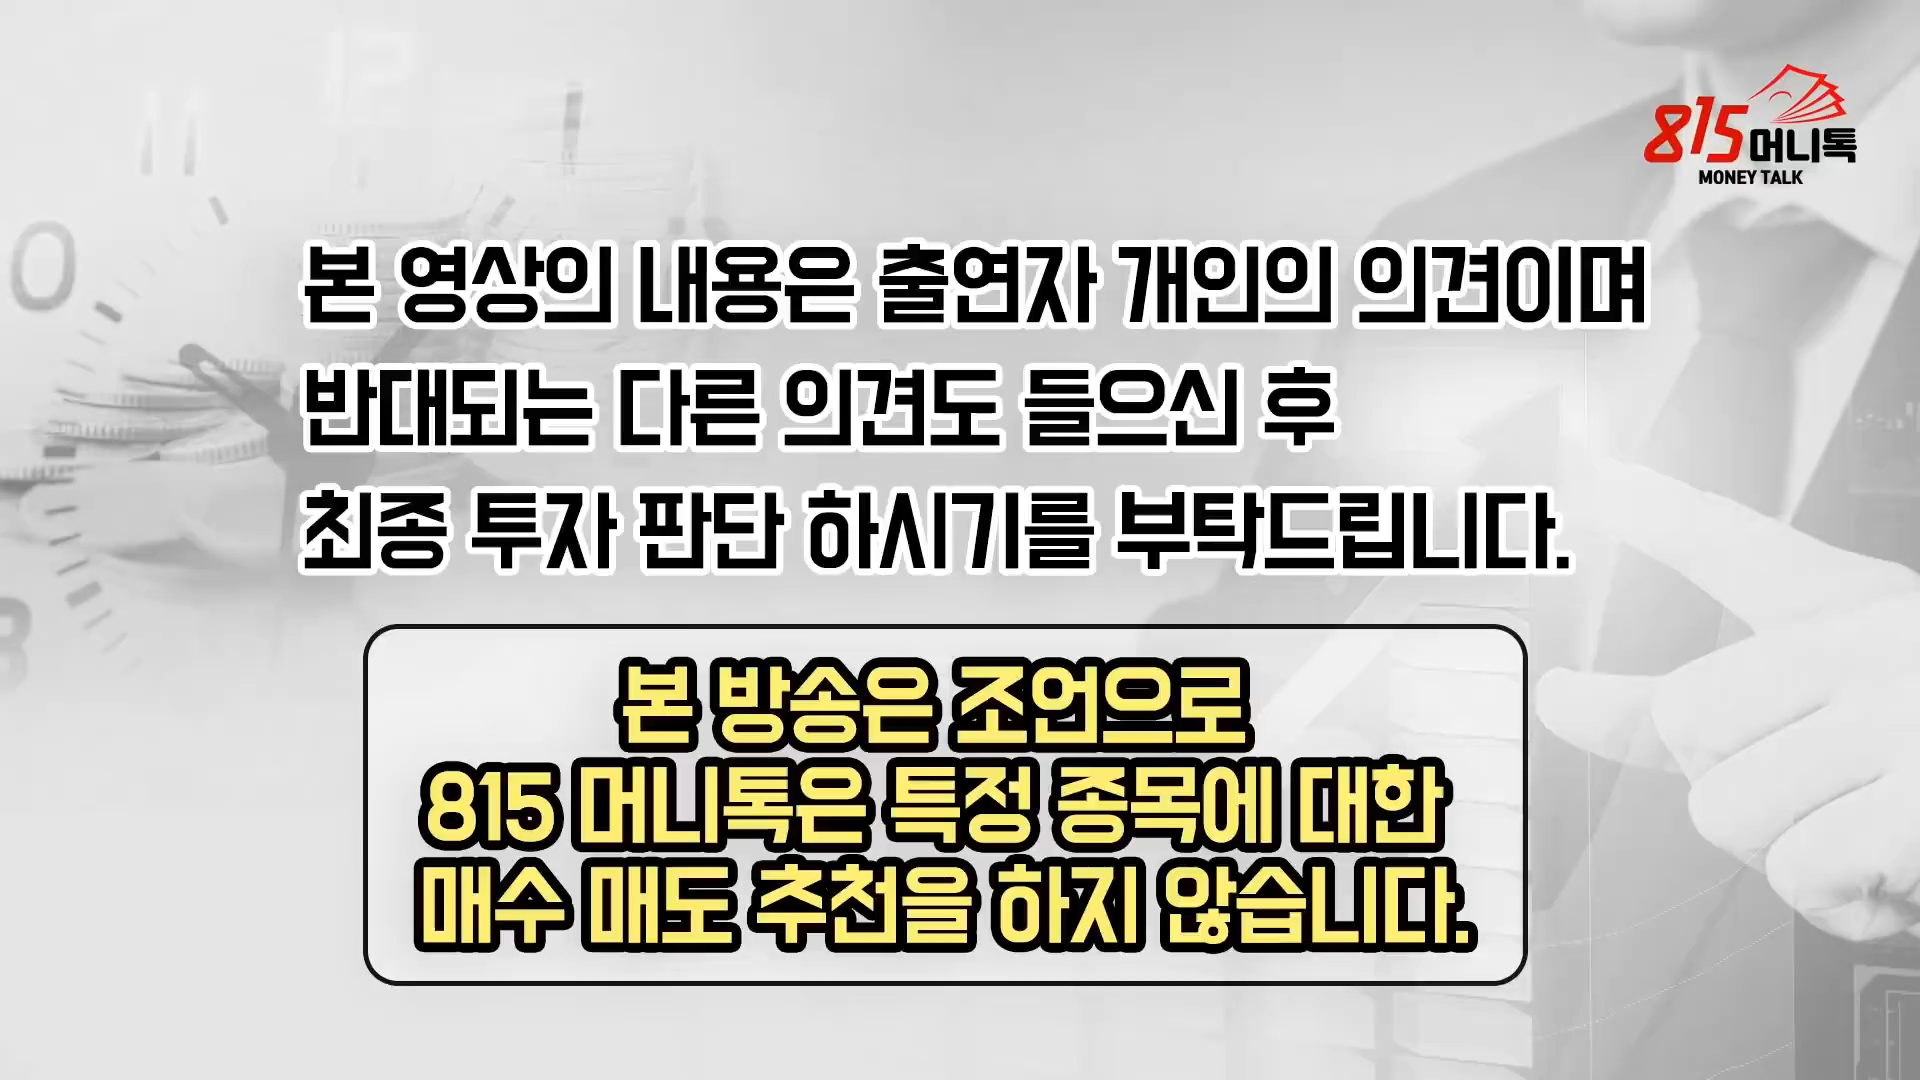 815머니톡
MONEY TALK
본 영상의 내용은 출연자 개인의 의견이며
반대되는 다른 의견도 들으신 후
최종 투자 판단 하시기를 부탁드립니다.
본 방송은 조언으로
815 머니톡은 특정 종목에 대한
매수 매도 추천을 하지 않습니다.
12
11
10
8